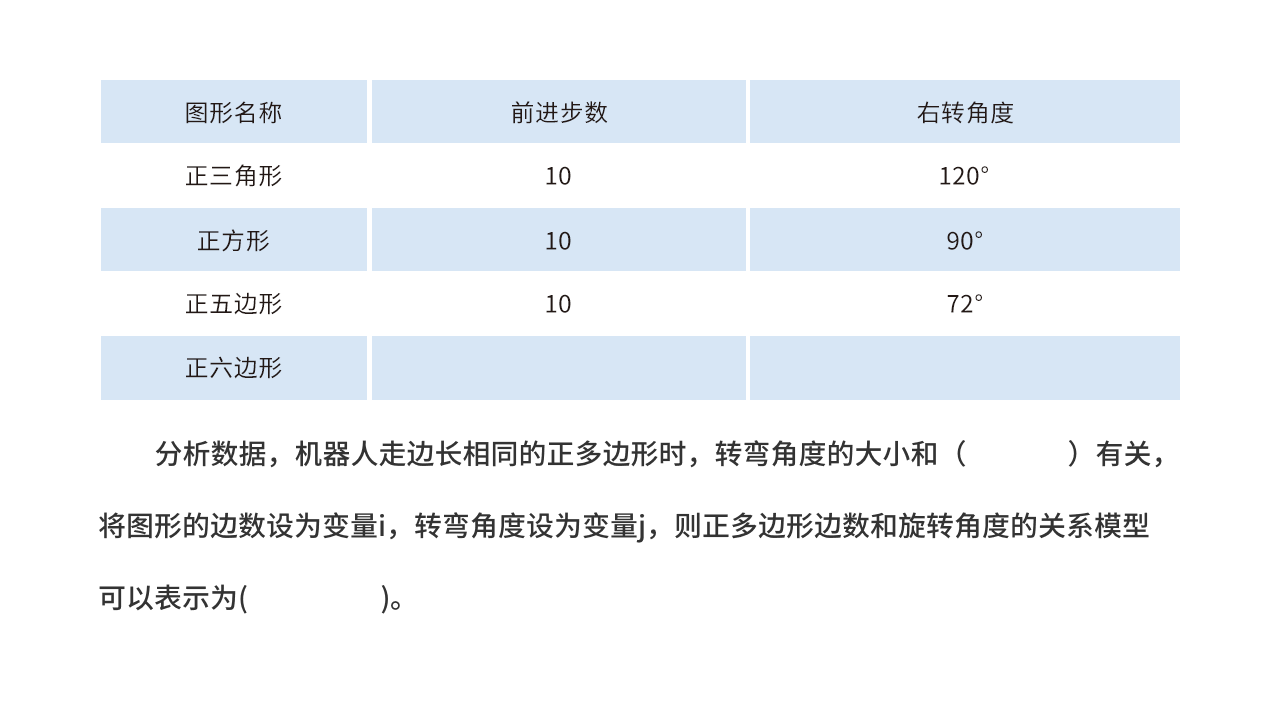 图形名称 前进步数 右转角度
正三角形 10 120°
正方形 10 90°
正五边形 10 72°
正六边形
分析数据，机器人走边长相同的正多边形时，转弯角度的大小和（ ）有关，
将图形的边数设为变量i，转弯角度设为变量j，则正多边形边数和旋转角度的关系模型
可以表示为( )。